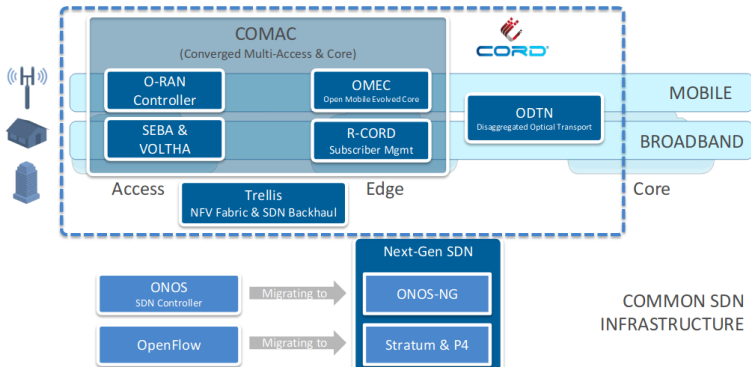 COMAC
(Converged Multi-Access & Core)
CORD
O-RAN
Controller
OMEC
Open Mobile Evolved Core
MOBILE
ODTN
Disaggregated Optical Transport
SEBA &
VOLTHA
R-CORD
Subscriber Mgmt
BROADBAND
Access
Edge
Core
Trellis
NFV Fabric & SDN Backhaul
Next-Gen SDN
ONOS
SDN Controller
Migrating to
ONOS-NG
COMMON SDN
INFRASTRUCTURE
OpenFlow
Migrating to
Stratum & P4